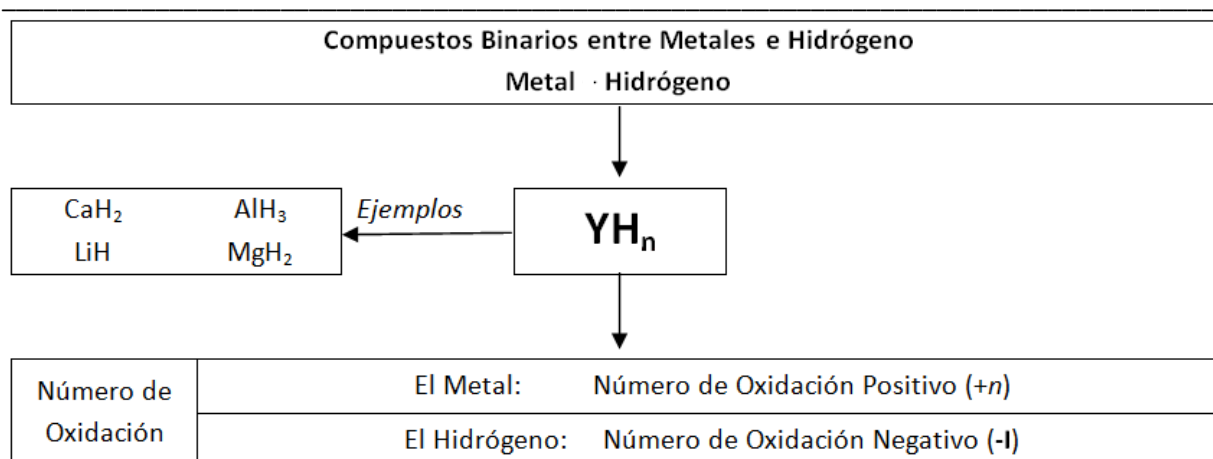 Compuestos Binarios entre Metales e Hidrógeno
Metal · Hidrógeno
CaH₂ AlH₃
LiH MgH₂
Ejemplos
YHₙ
Número de Oxidación
El Metal: Número de Oxidación Positivo (+n)
El Hidrógeno: Número de Oxidación Negativo (-I)